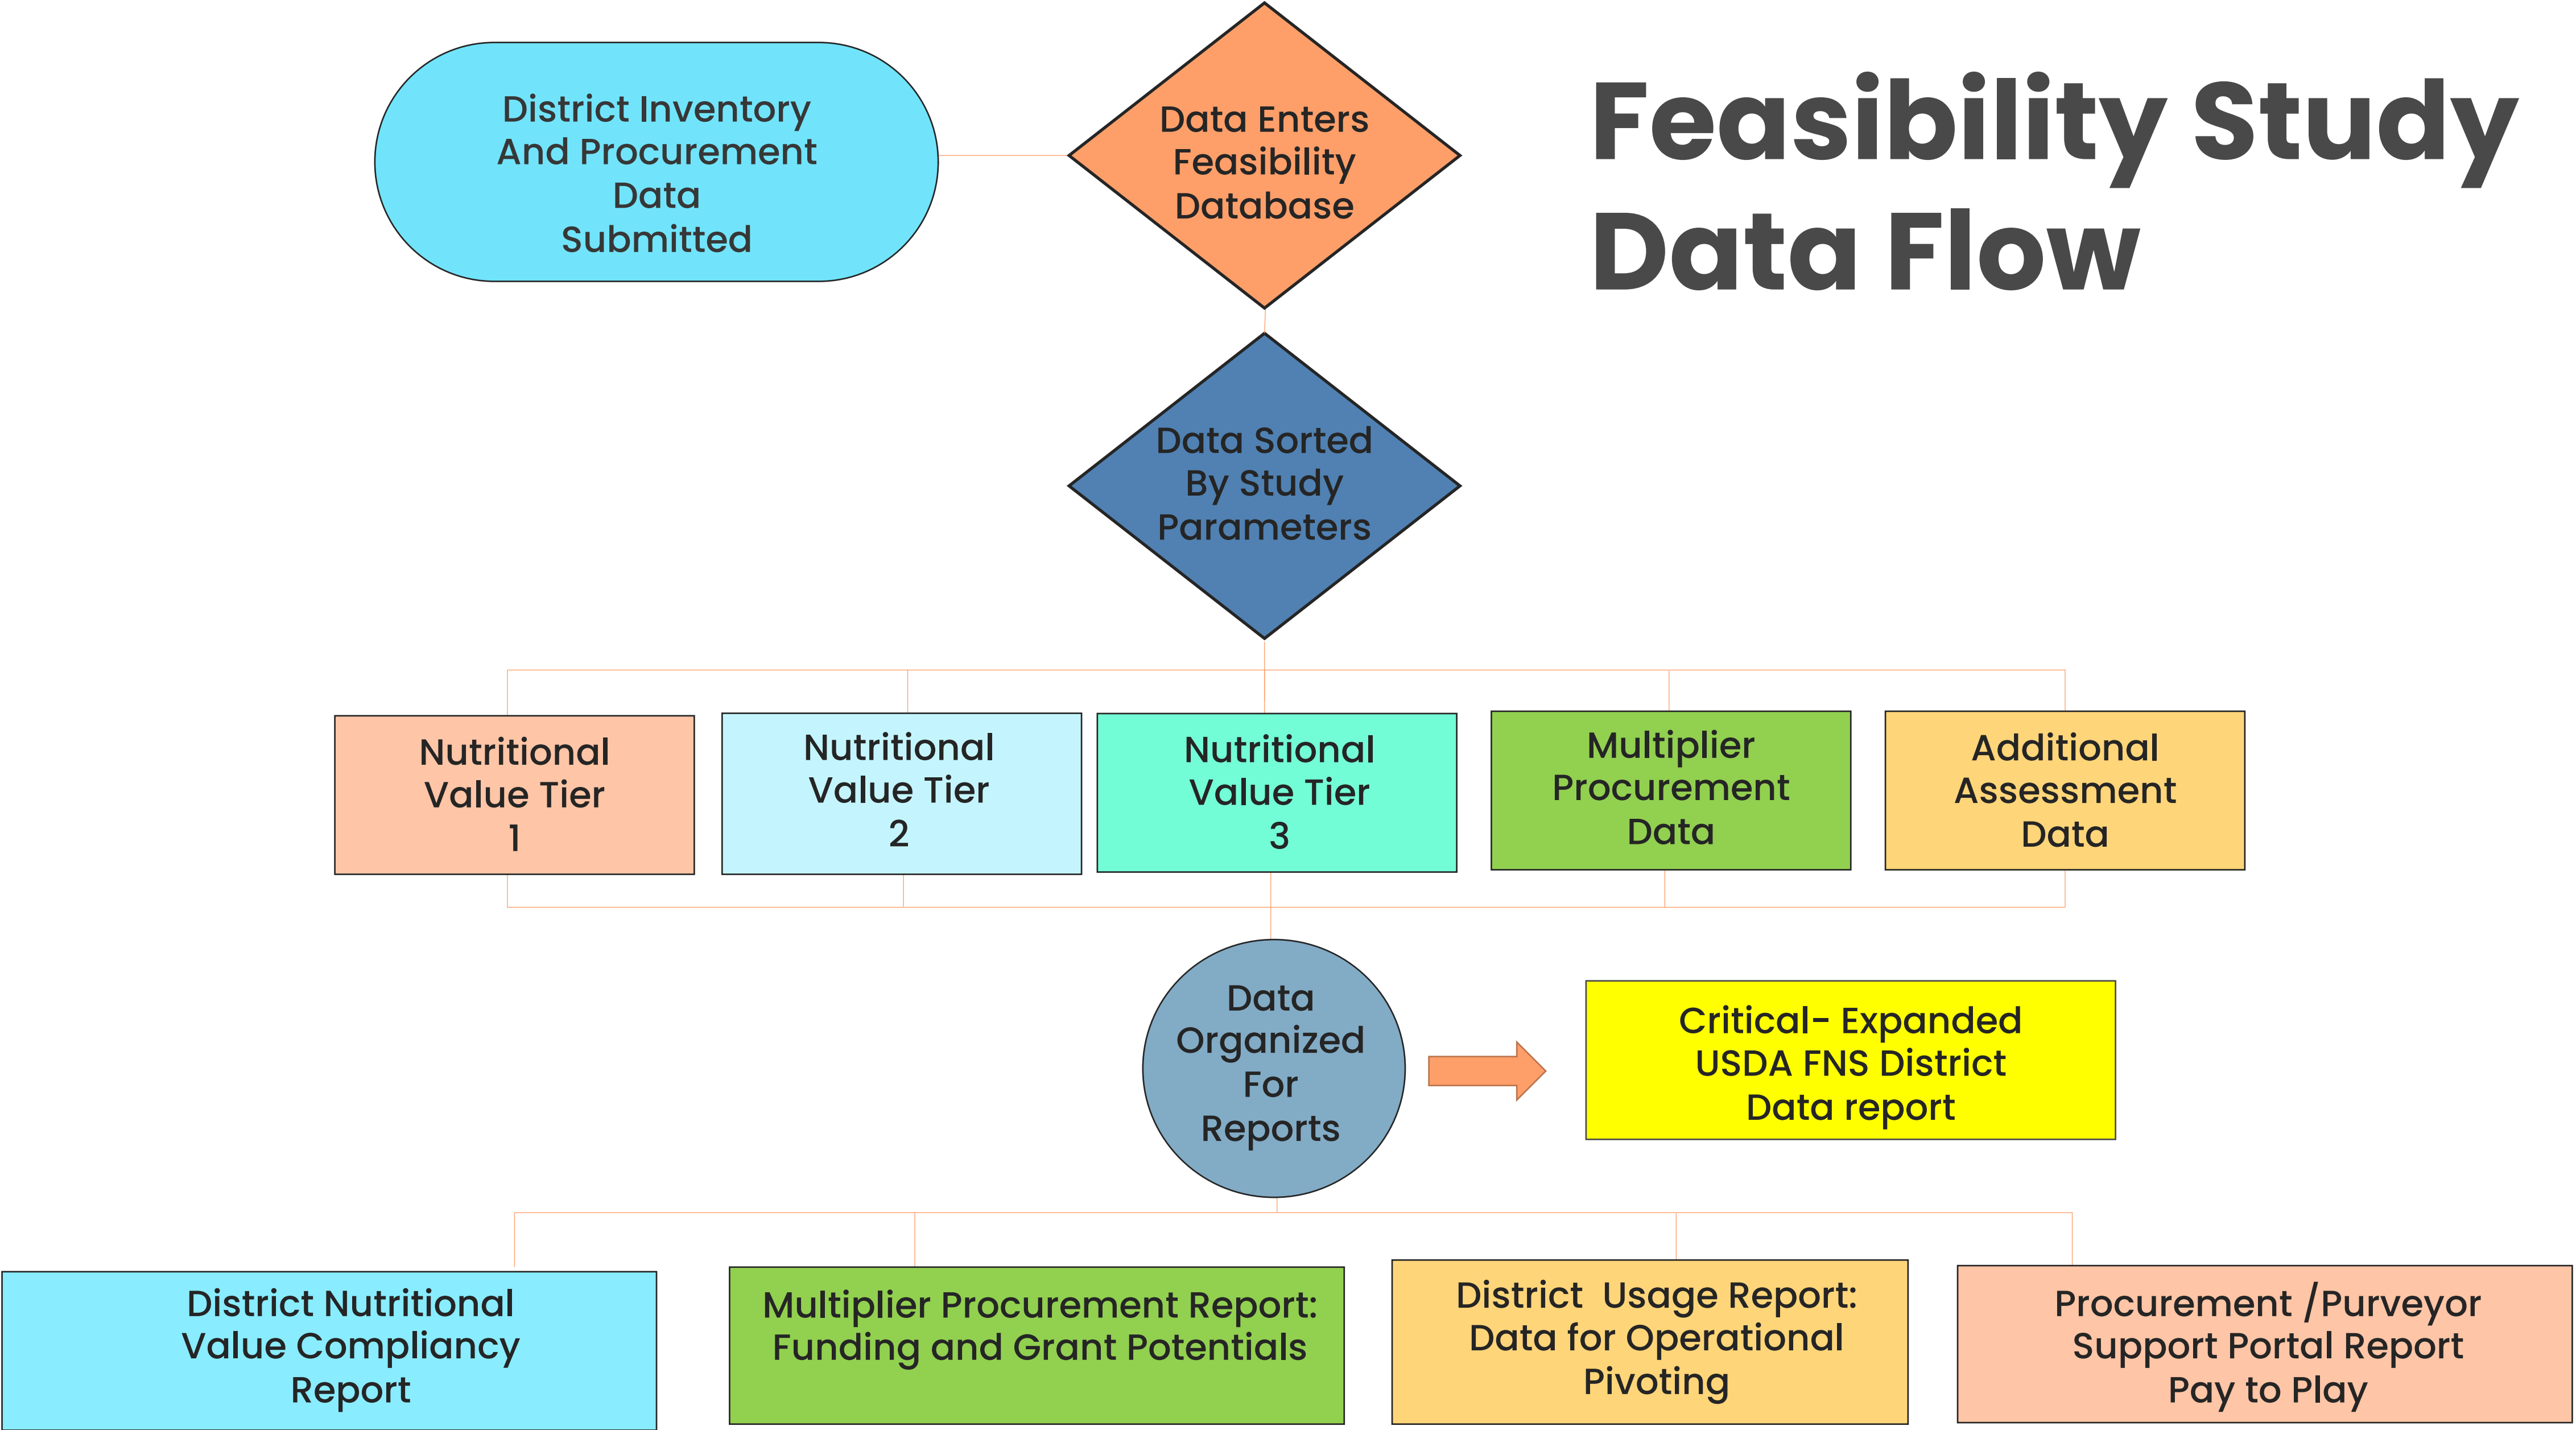 Feasibility Study
Data Flow
District Inventory
And Procurement
Data
Submitted
Data Enters
Feasibility
Database
Data Sorted
By Study
Parameters
Nutritional
Value Tier
1
Nutritional
Value Tier
2
Nutritional
Value Tier
3
Multiplier
Procurement
Data
Additional
Assessment
Data
Data
Organized
For
Reports
Critical- Expanded
USDA FNS District
Data report
District Nutritional
Value Compliancy
Report
Multiplier Procurement Report:
Funding and Grant Potentials
District  Usage Report:
Data for Operational
Pivoting
Procurement /Purveyor
Support Portal Report
Pay to Play